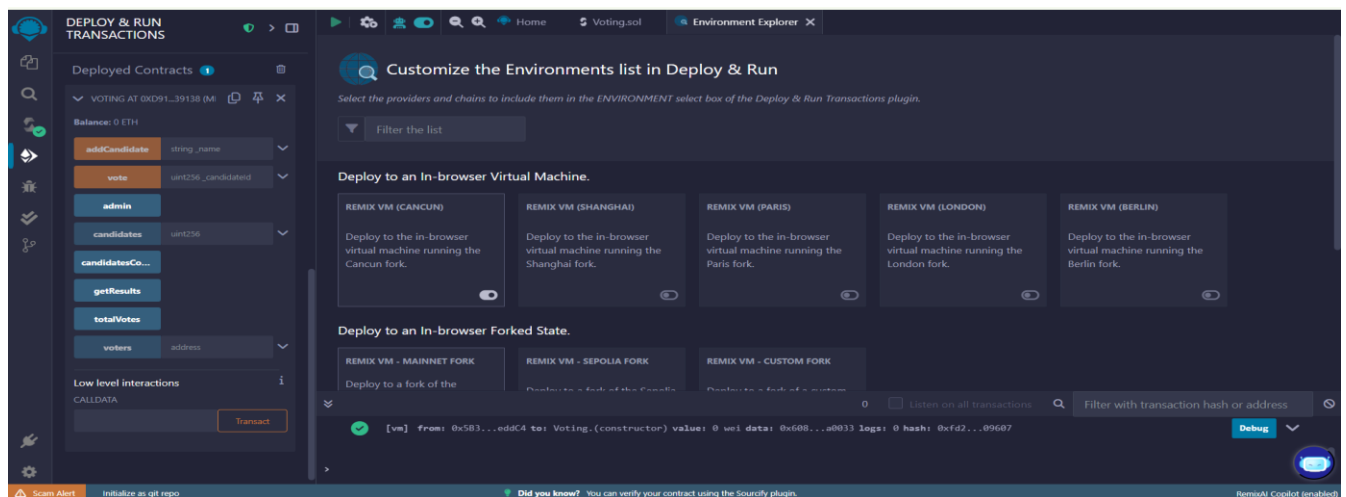 DEPLOY & RUN
TRANSACTIONS
Home
Voting.sol
Environment Explorer
Deployed Contracts 1
VOTING AT 0XD91...39138 (M
Balance: 0 ETH
addCandidate string _name
vote uint256 _candidateId
admin
candidates uint256
candidatesCo...
getResults
totalVotes
voters address
Low level interactions
CALLDATA
Transact
Customize the Environments list in Deploy & Run
Select the providers and chains to include them in the ENVIRONMENT select box of the Deploy & Run Transactions plugin.
Filter the list
Deploy to an In-browser Virtual Machine.
REMIX VM (CANCUN)
Deploy to the in-browser
virtual machine running the
Cancun fork.
REMIX VM (SHANGHAI)
Deploy to the in-browser
virtual machine running the
Shanghai fork.
REMIX VM (PARIS)
Deploy to the in-browser
virtual machine running the
Paris fork.
REMIX VM (LONDON)
Deploy to the in-browser
virtual machine running the
London fork.
REMIX VM (BERLIN)
Deploy to the in-browser
virtual machine running the
Berlin fork.
Deploy to an In-browser Forked State.
REMIX VM - MAINNET FORK
Deploy to a fork of the
REMIX VM - SEPOLIA FORK
Deploy to a fork of the Sepolia
REMIX VM - CUSTOM FORK
Deploy to a fork of a custom
0 Listen on all transactions Filter with transaction hash or address
[vm] from: 0x5B3...eddC4 to: Voting.(constructor) value: 0 wei data: 0x608...a0033 logs: 0 hash: 0xfd2...09607
Debug
>
Scam Alert Initialize as git repo Did you know? You can verify your contract using the Sourcify plugin. RemixAI Copilot (enabled)